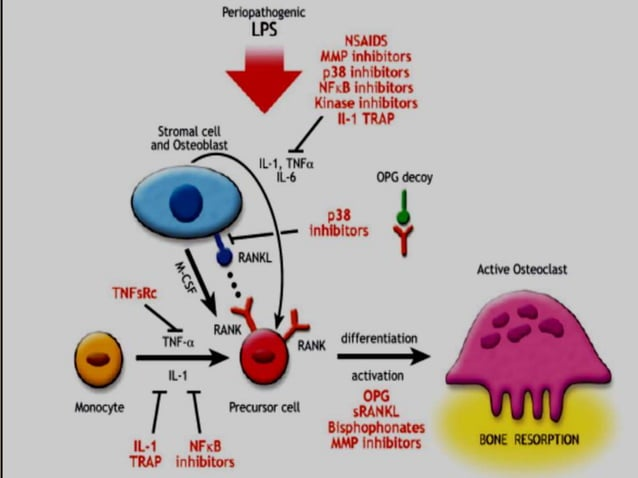 Periopathogenic
LPS
NSAIDS
MMP inhibitors
p38 inhibitors
NFκB inhibitors
Kinase inhibitors
Il-1 TRAP
Stromal cell
and Osteoblast
IL-1, TNFα
IL-6
OPG decoy
p38
inhibitors
RANKL
M-CSF
Active Osteoclast
TNFsRc
RANK
TNF-α
RANK
differentiation
IL-1
activation
Monocyte
Precursor cell
OPG
sRANKL
Bisphophonates
MMP inhibitors
IL-1
TRAP
NFκB
inhibitors
BONE RESORPTION